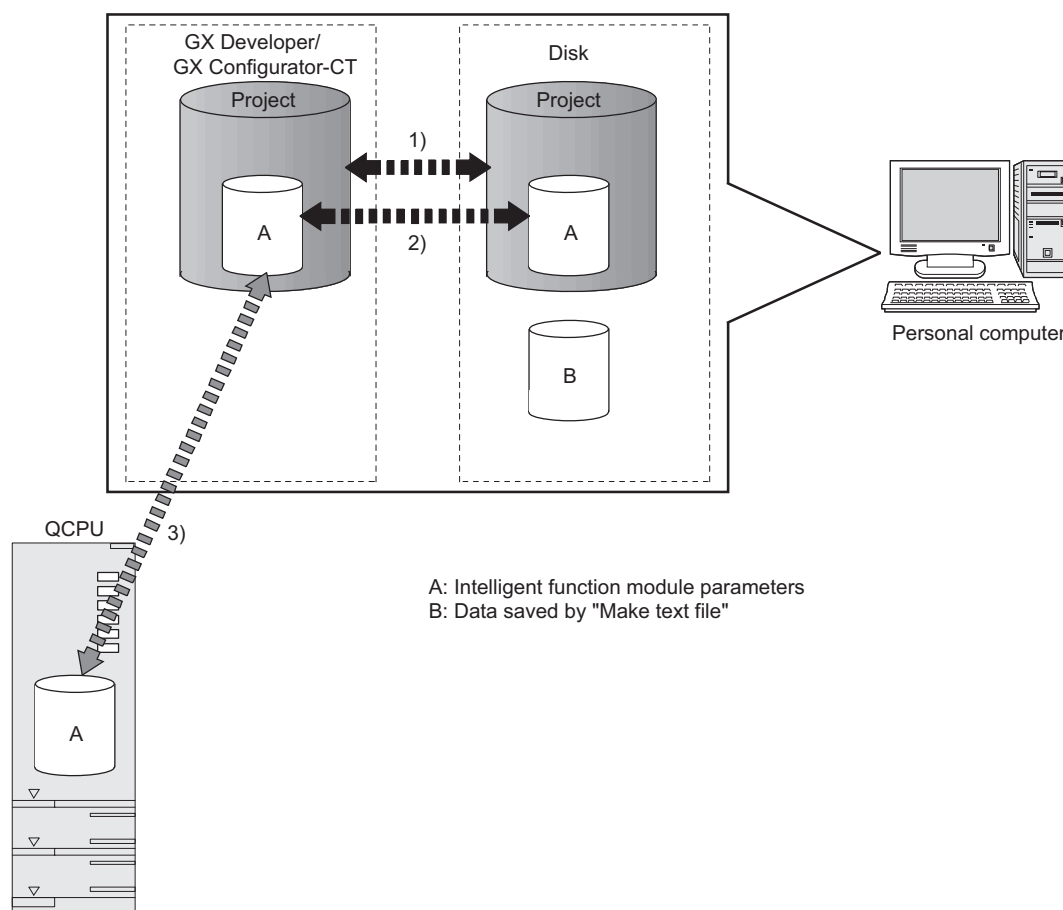 GX Developer/
GX Configurator-CT
Disk
Project
Project
1)
A
A
2)
B
Personal computer
QCPU
3)
A: Intelligent function module parameters
B: Data saved by "Make text file"
A